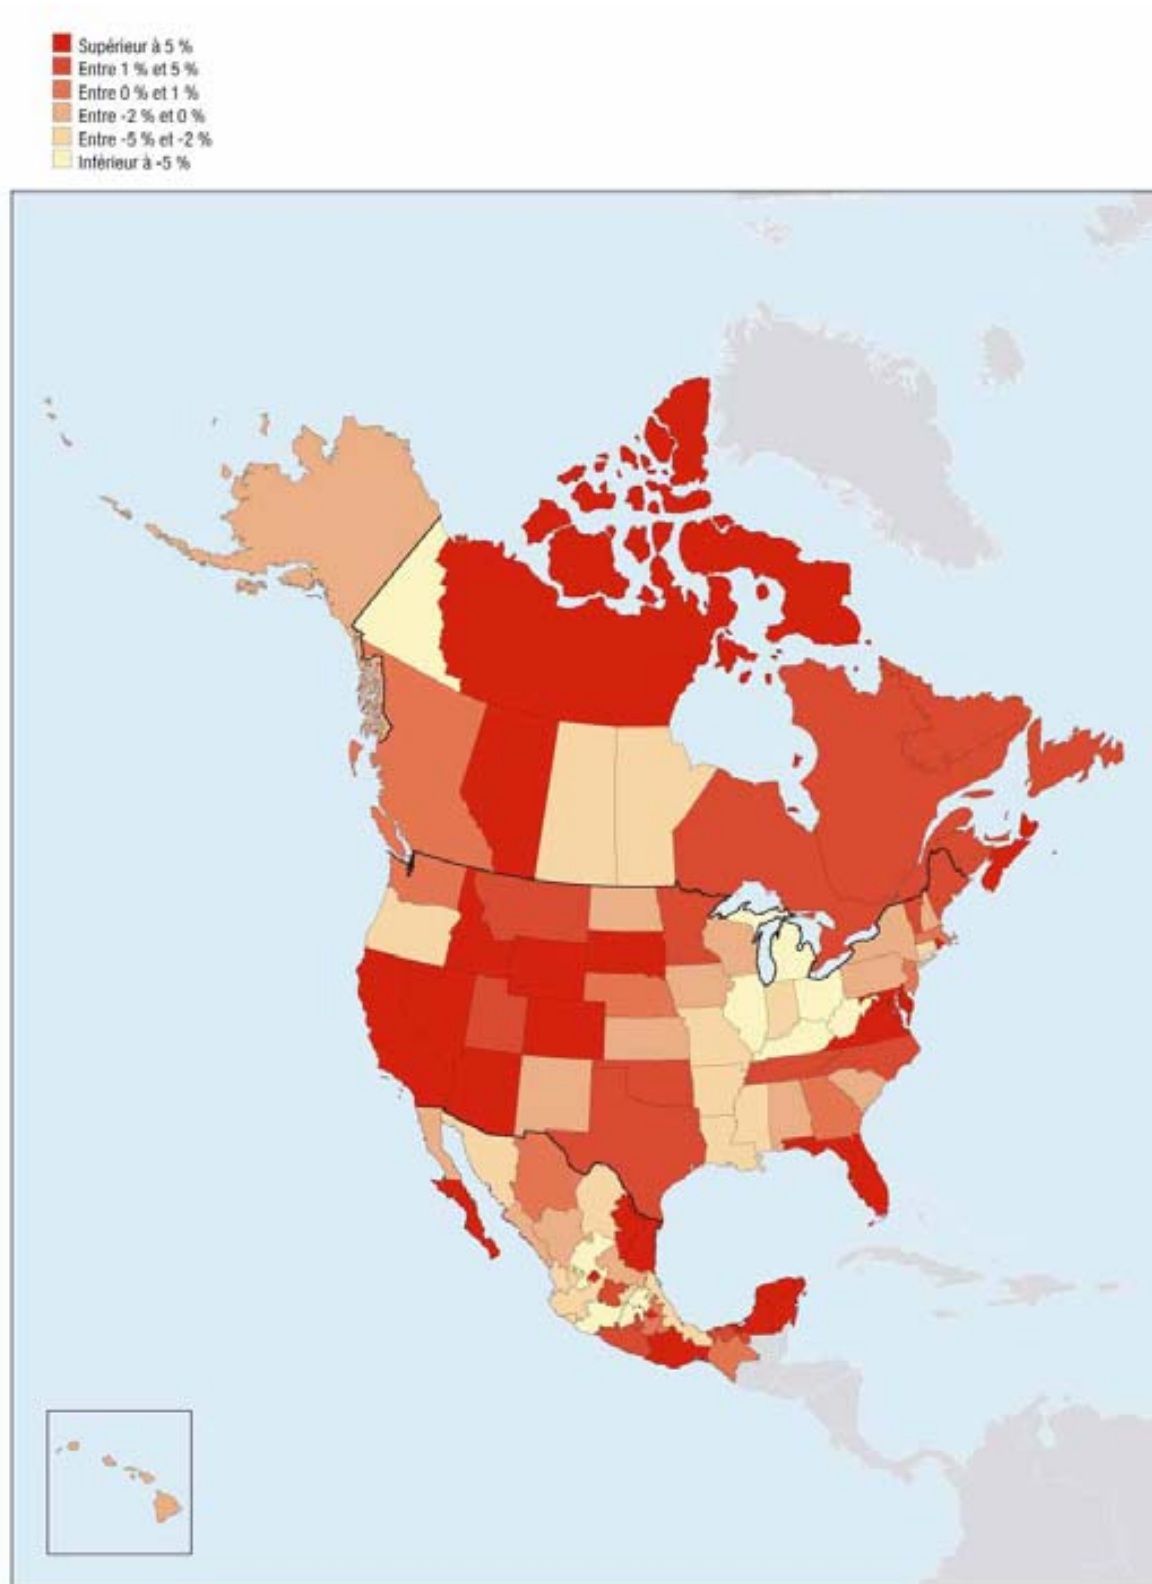 Supérieur à 5 %
Entre 1 % et 5 %
Entre 0 % et 1 %
Entre -2 % et 0 %
Entre -5 % et -2 %
Inférieur à -5 %